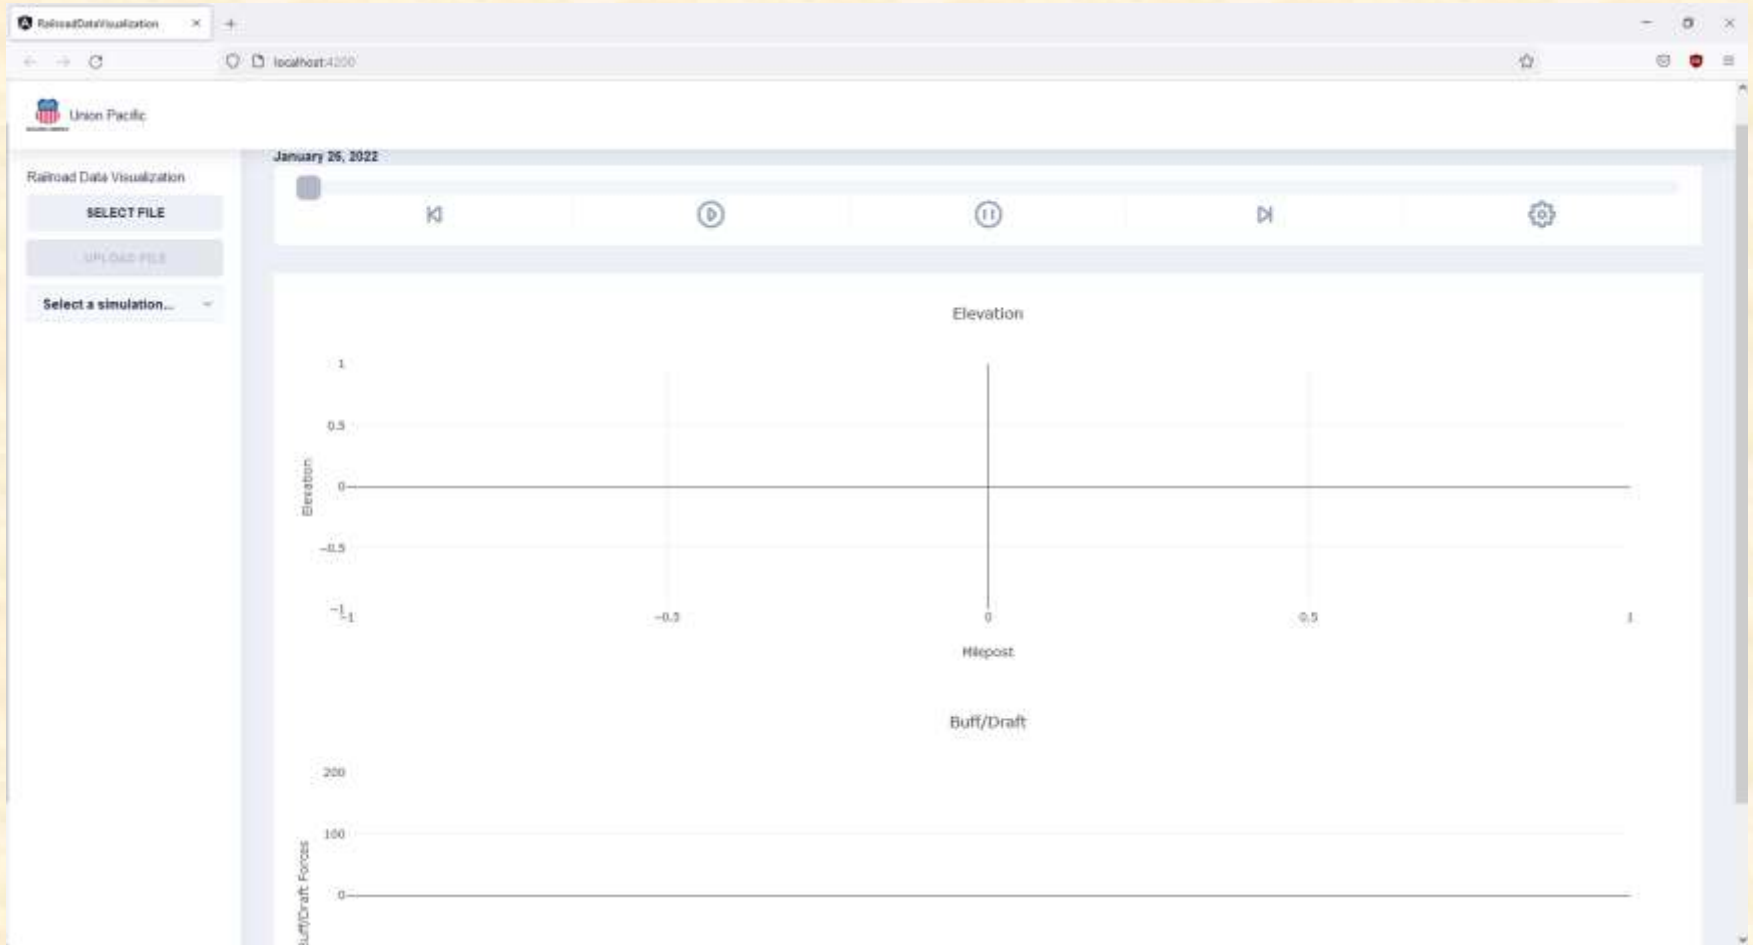 RailroadDataVisualization
localhost:4200
Union Pacific
January 26, 2022
Railroad Data Visualization
SELECT FILE
UPLOAD FILE
Select a simulation...
Elevation
1
0.5
0
−0.5
−1
Elevation
−1
−0.5
0
0.5
1
Milepost
Buff/Draft
200
100
0
Buff/Draft Forces